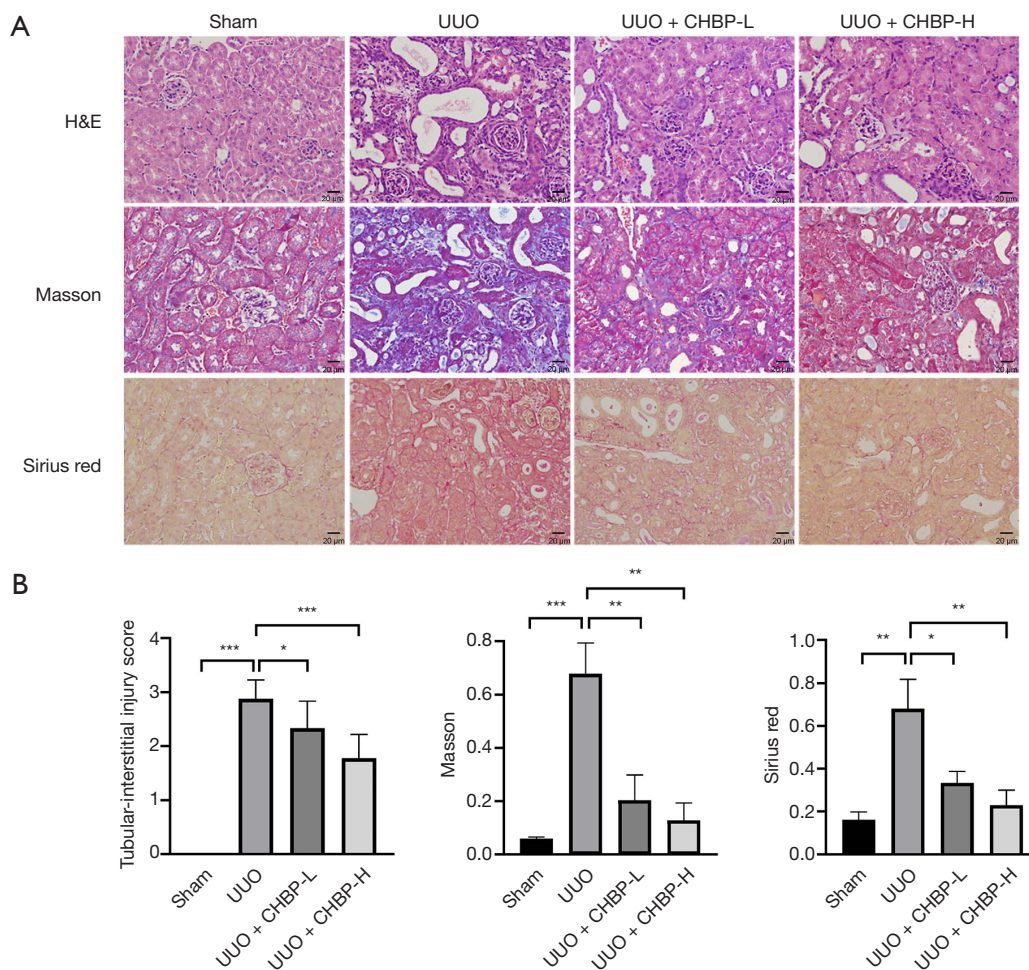 A
Sham UUO UUO + CHBP-L UUO + CHBP-H
H&E
20 µm 20 µm 20 µm 20 µm
Masson
20 µm 20 µm 20 µm 20 µm
Sirius red
20 µm 20 µm 20 µm 20 µm
B
Tubular-interstitial injury score
4
3
2
1
0
*** * ***
Sham UUO UUO + CHBP-L UUO + CHBP-H
Masson
0.8
0.6
0.4
0.2
0.0
*** ** **
Sham UUO UUO + CHBP-L UUO + CHBP-H
Sirius red
1.0
0.8
0.6
0.4
0.2
0.0
** * **
Sham UUO UUO + CHBP-L UUO + CHBP-H